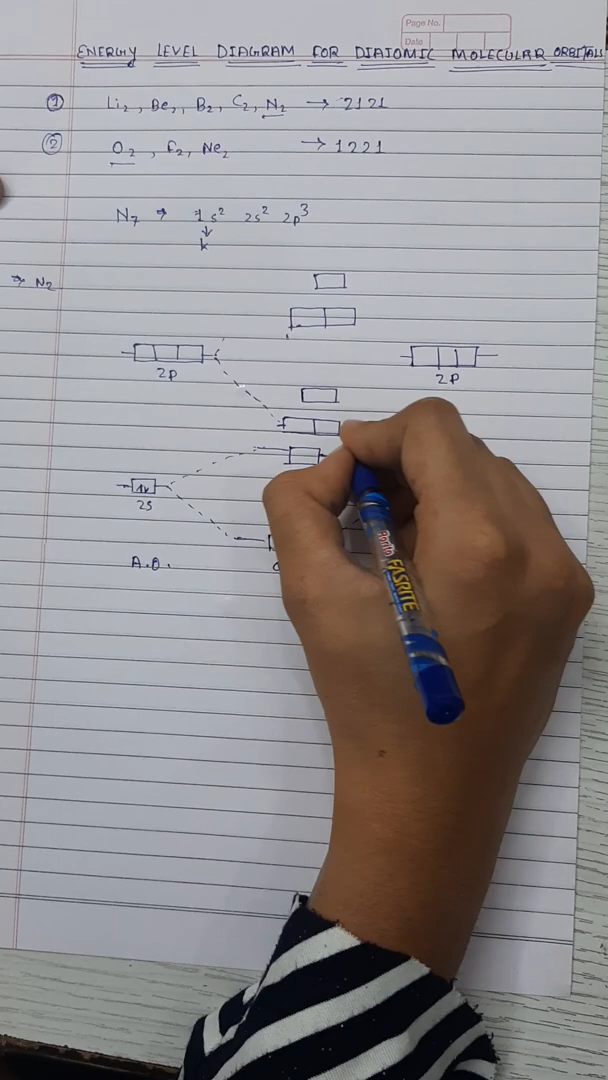 Page No.
Date
ENERGY LEVEL DIAGRAM FOR DIATOMIC MOLECULAR ORBITALS
① Li₂, Be₂, B₂, C₂, N₂ → 2121
② O₂, F₂, Ne₂ → 1221
N₇ → 1s² 2s² 2p³
↓
k
→ N₂
2P 2P
2S
A.O.
Ponto FASRITE